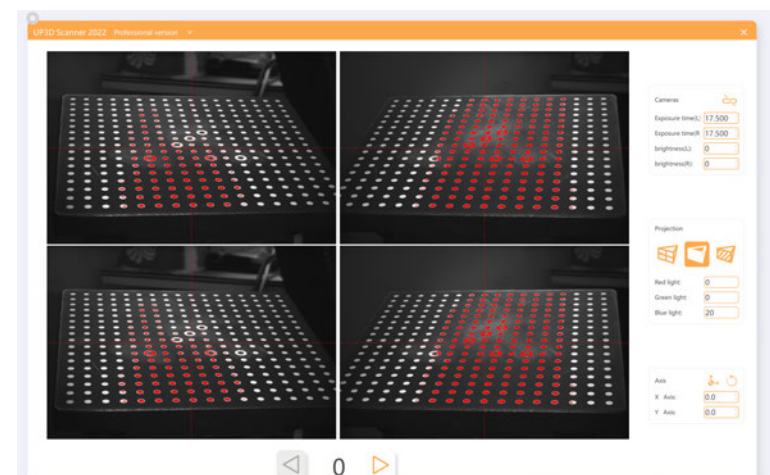 UP3D Scanner 2022 Professional version
Cameras
Exposure time(L): 17.500
Exposure time(R 17.500
brightness(L): 0
brightness(R): 0
Projection
Red light: 0
Green light: 0
Blue light: 20
Axis
X Axis: 0.0
Y Axis: 0.0
0